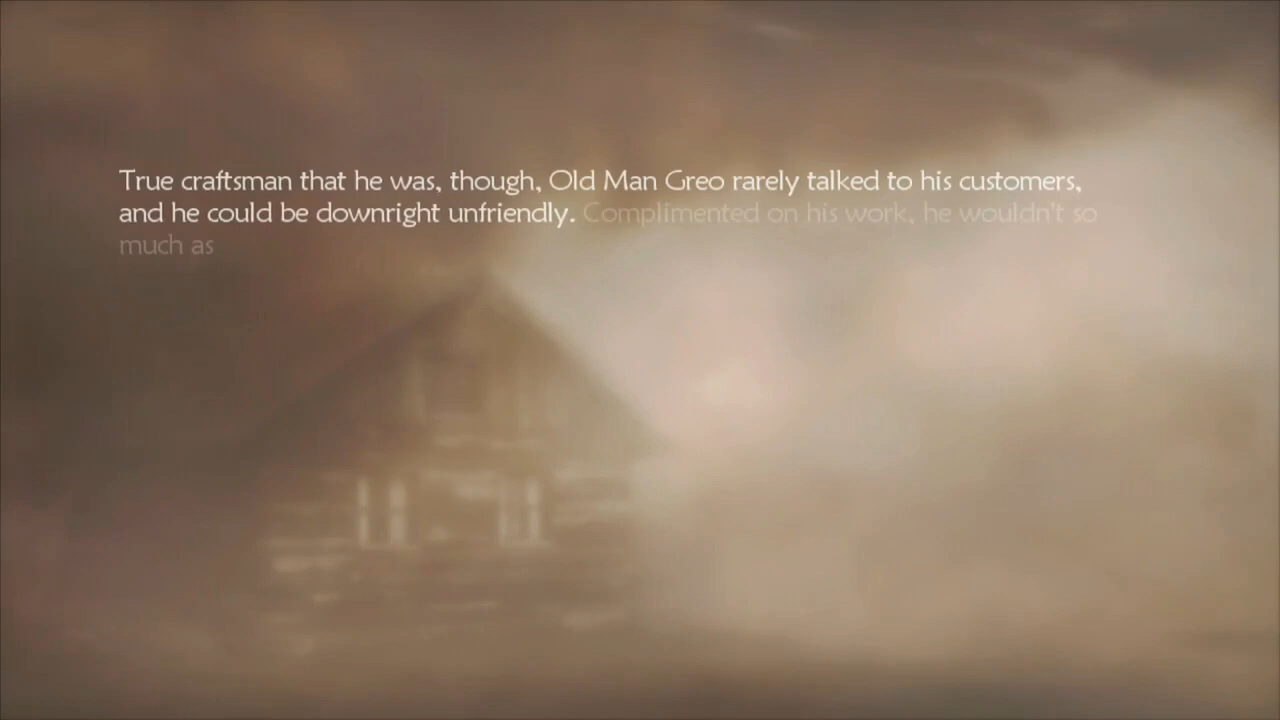 True craftsman that he was, though, Old Man Greo rarely talked to his customers,
and he could be downright unfriendly. Complimented on his work, he wouldn't so
much as